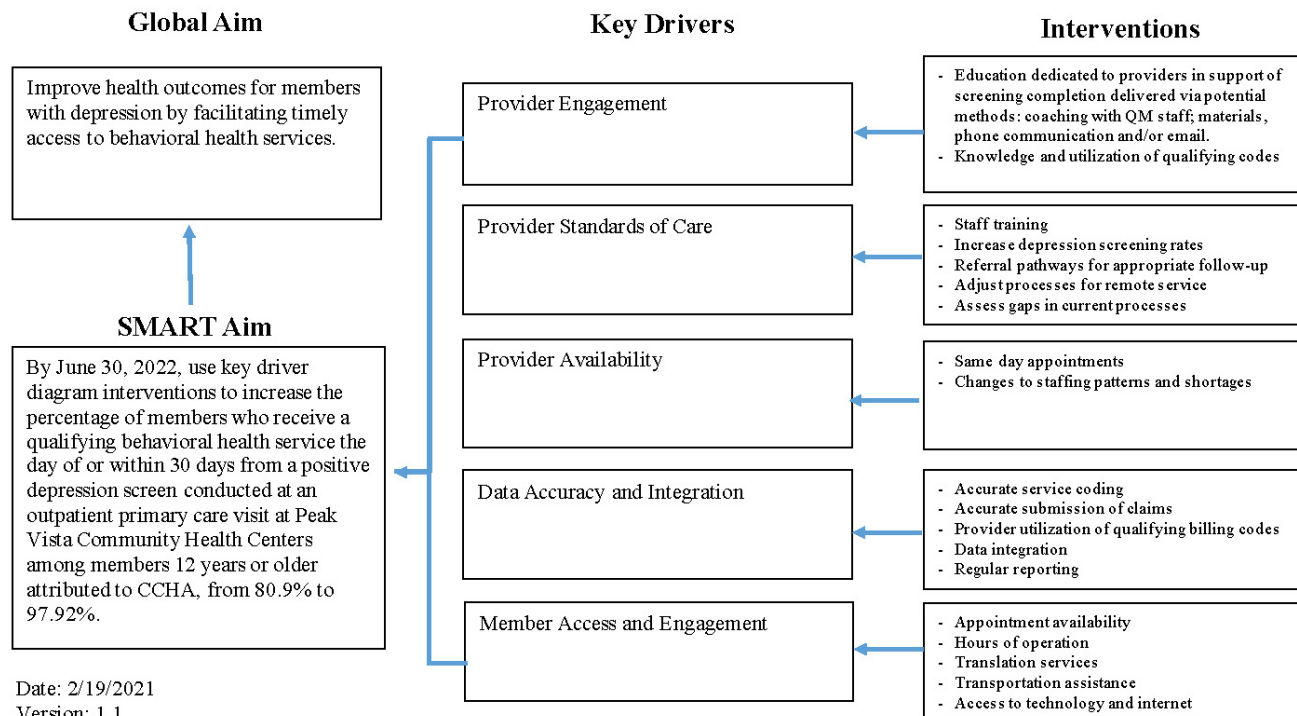 Global Aim
Improve health outcomes for members
with depression by facilitating timely
access to behavioral health services.
SMART Aim
By June 30, 2022, use key driver
diagram interventions to increase the
percentage of members who receive a
qualifying behavioral health service the
day of or within 30 days from a positive
depression screen conducted at an
outpatient primary care visit at Peak
Vista Community Health Centers
among members 12 years or older
attributed to CCHA, from 80.9% to
97.92%.
Date: 2/19/2021
Version: 1.1
Key Drivers
Provider Engagement
Provider Standards of Care
Provider Availability
Data Accuracy and Integration
Member Access and Engagement
Interventions
- Education dedicated to providers in support of
screening completion delivered via potential
methods: coaching with QM staff; materials,
phone communication and/or email.
- Knowledge and utilization of qualifying codes
- Staff training
- Increase depression screening rates
- Referral pathways for appropriate follow-up
- Adjust processes for remote service
- Assess gaps in current processes
- Same day appointments
- Changes to staffing patterns and shortages
- Accurate service coding
- Accurate submission of claims
- Provider utilization of qualifying billing codes
- Data integration
- Regular reporting
- Appointment availability
- Hours of operation
- Translation services
- Transportation assistance
- Access to technology and internet